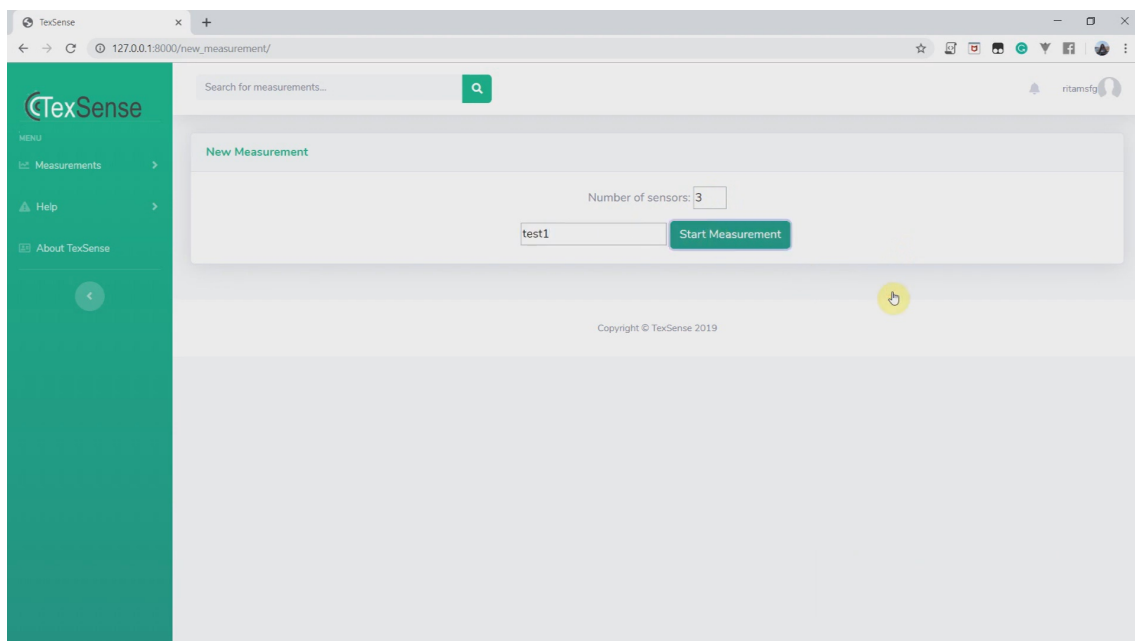 TexSense
127.0.0.1:8000/new_measurement/
TexSense
Search for measurements...
ritamsfg
MENU
Measurements
Help
About TexSense
New Measurement
Number of sensors: 3
test1 Start Measurement
Copyright © TexSense 2019